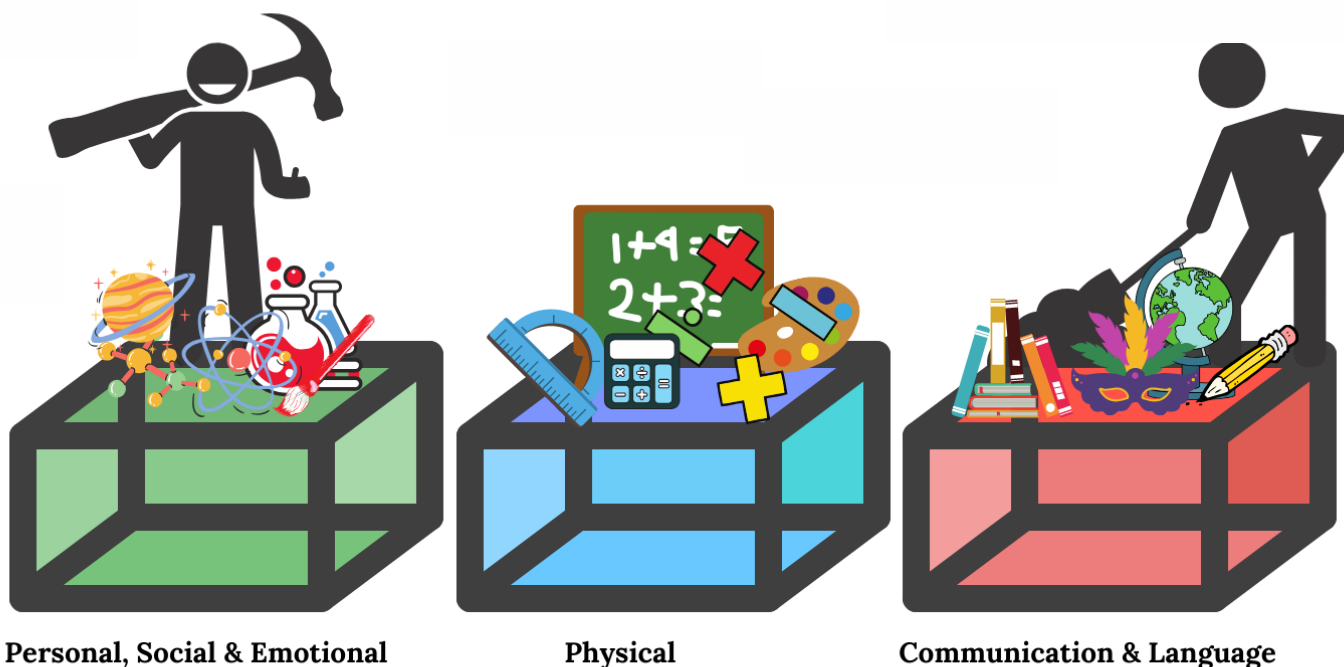 1+4=5
2+3=
Personal, Social & Emotional
Physical
Communication & Language